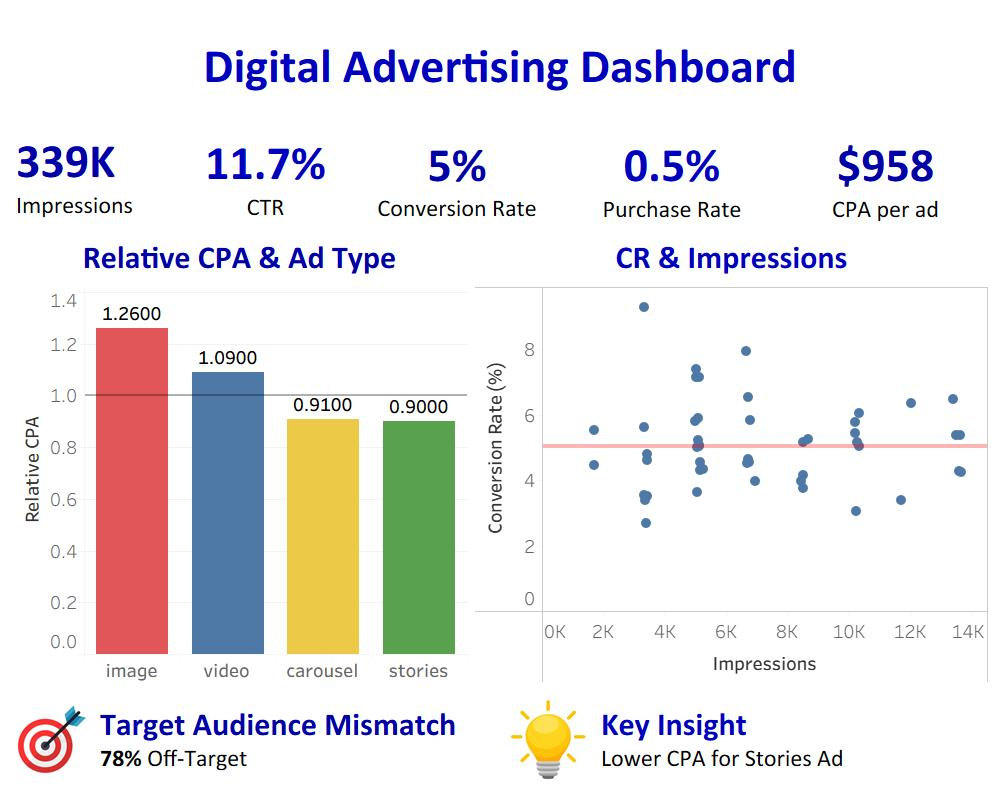 Digital Advertising Dashboard
339K
Impressions
11.7%
CTR
5%
Conversion Rate
0.5%
Purchase Rate
$958
CPA per ad
Relative CPA & Ad Type
Relative CPA
1.4
1.2
1.0
0.8
0.6
0.4
0.2
0.0
1.2600
1.0900
0.9100
0.9000
image
video
carousel
stories
CR & Impressions
Conversion Rate (%)
8
6
4
2
0
0K
2K
4K
6K
8K
10K
12K
14K
Impressions
Target Audience Mismatch
78% Off-Target
Key Insight
Lower CPA for Stories Ad